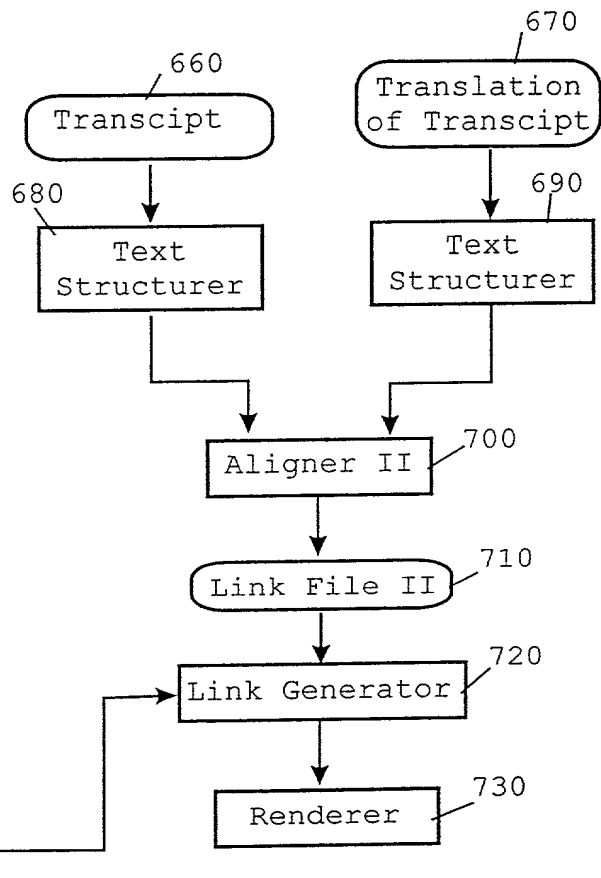 660
Transcipt
670
Translation
of Transcipt
680
Text
Structurer
690
Text
Structurer
700
Aligner II
710
Link File II
720
Link Generator
730
Renderer